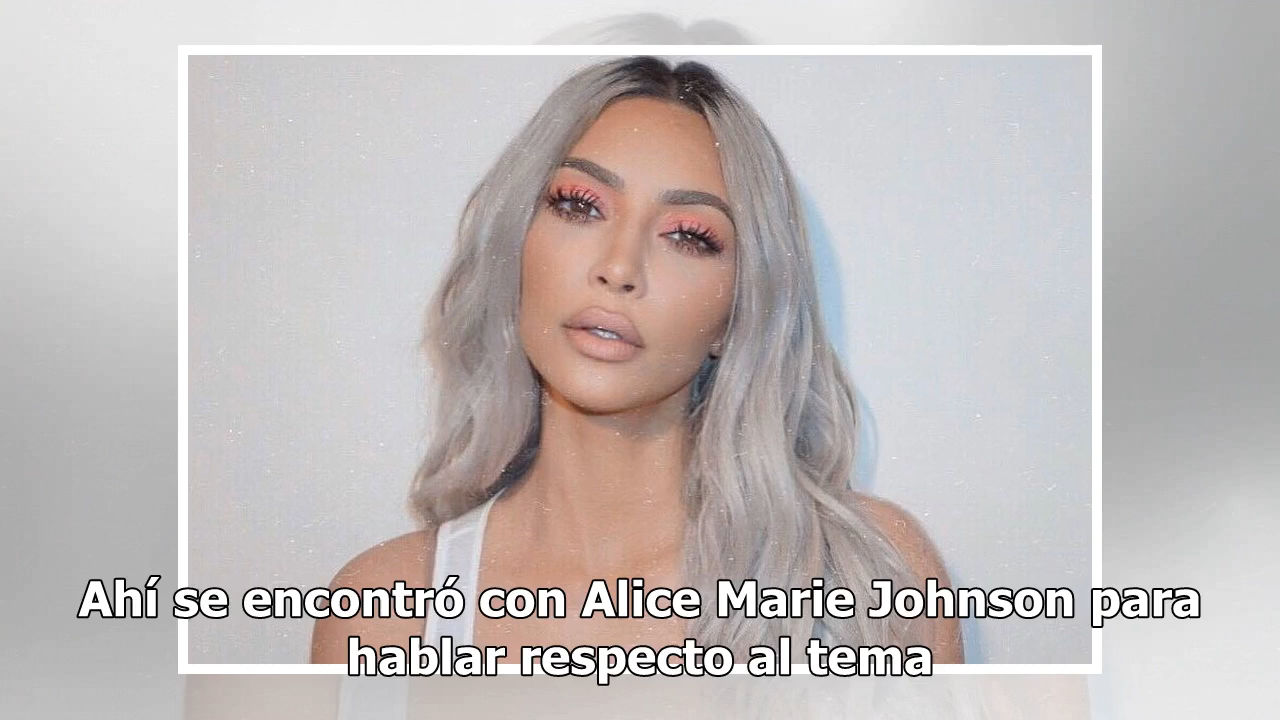 Ahí se encontró con Alice Marie Johnson para
hablar respecto al tema